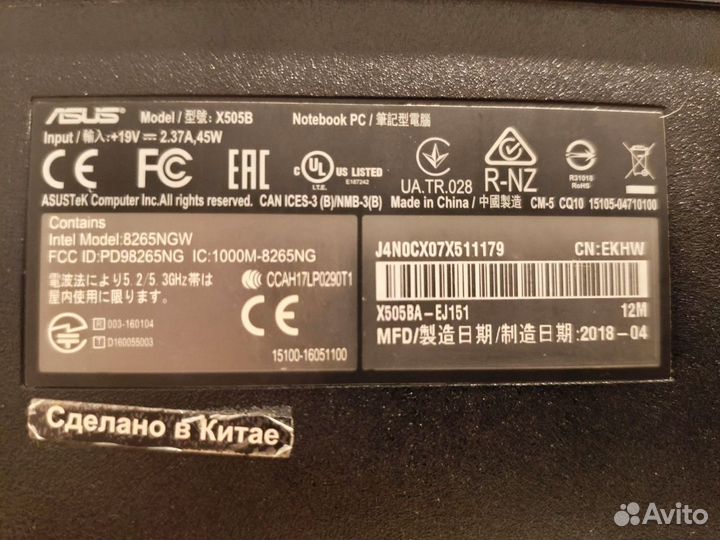 ASUS Model / 型號: X505B Notebook PC / 筆記型電腦
Input / 輸入: +19V⎓ 2.37A,45W
CE FC EAC c UL US LISTED I.T.E. E187242 UA.TR.028 R-NZ R31018 RoHS
ASUSTeK Computer Inc.All rights reserved. CAN ICES-3 (B)/NMB-3(B) Made in China / 中國製造 CM-5 CQ10 15105-04710100
Contains
Intel Model:8265NGW
FCC ID:PD98265NG IC:1000M-8265NG
電波法により5.2/5.3GHz帯は
屋内使用に限ります.
CCAH17LP0290T1
R 003-160104
T D160055003
CE
15100-16051100
J4N0CX07X511179 CN:EKHW
X505BA-EJ151 12M
MFD/製造日期/制造日期:2018-04
Сделано в Китае
Avito